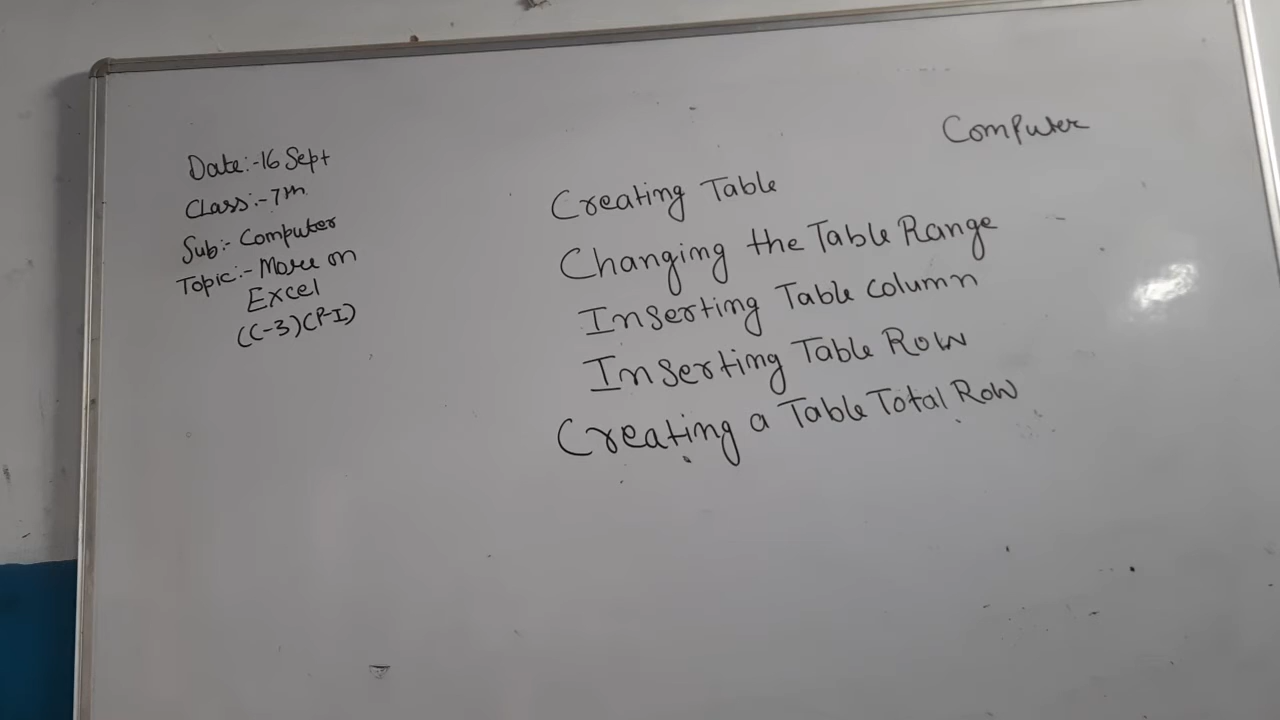 Date:-16 Sept
Class:-7th
Sub:- Computer
Topic:- More on
Excel
(C-3)(P-I)
Computer
Creating Table
Changing the Table Range
Inserting Table column
Inserting Table Row
Creating a Table Total Row